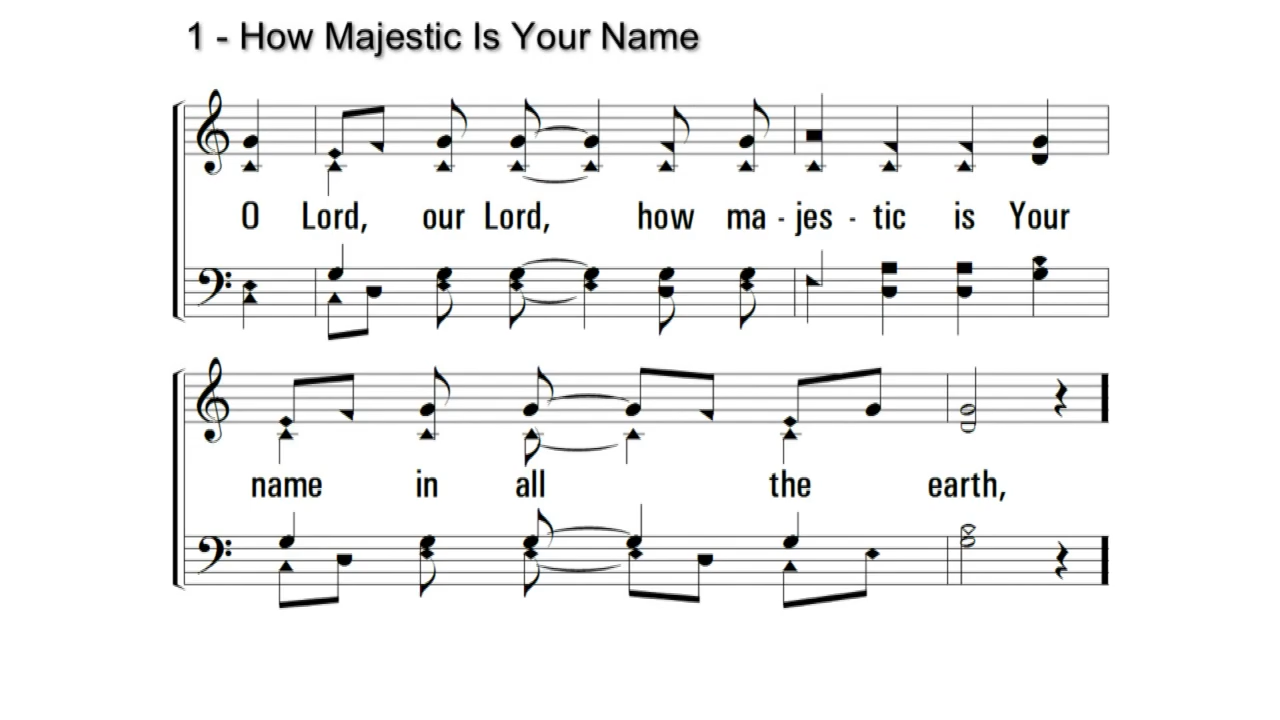 1 - How Majestic Is Your Name
O Lord, our Lord, how ma - jes - tic is Your
name in all the earth,